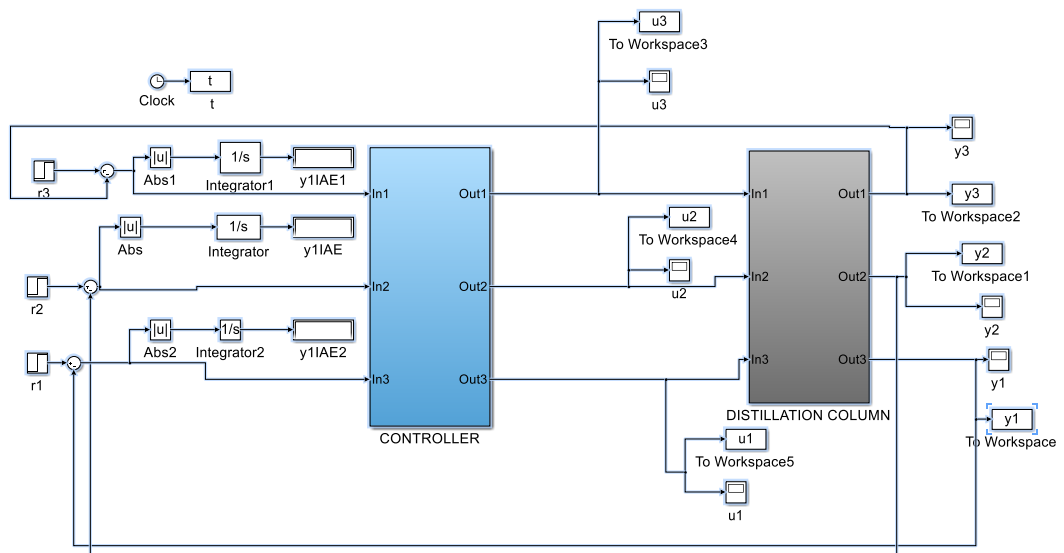 u3
To Workspace3
t
Clock
t
u3
y3
|u|
1/s
r3
Abs1
Integrator1
y1IAE1
In1
Out1
In1
Out1
y3
To Workspace2
|u|
1/s
Abs
Integrator
y1IAE
u2
To Workspace4
y2
To Workspace1
In2
Out2
u2
In2
Out2
r2
y2
|u|
1/s
Abs2
Integrator2
y1IAE2
r1
In3
Out3
In3
Out3
y1
CONTROLLER
DISTILLATION COLUMN
y1
To Workspace
u1
To Workspace5
u1